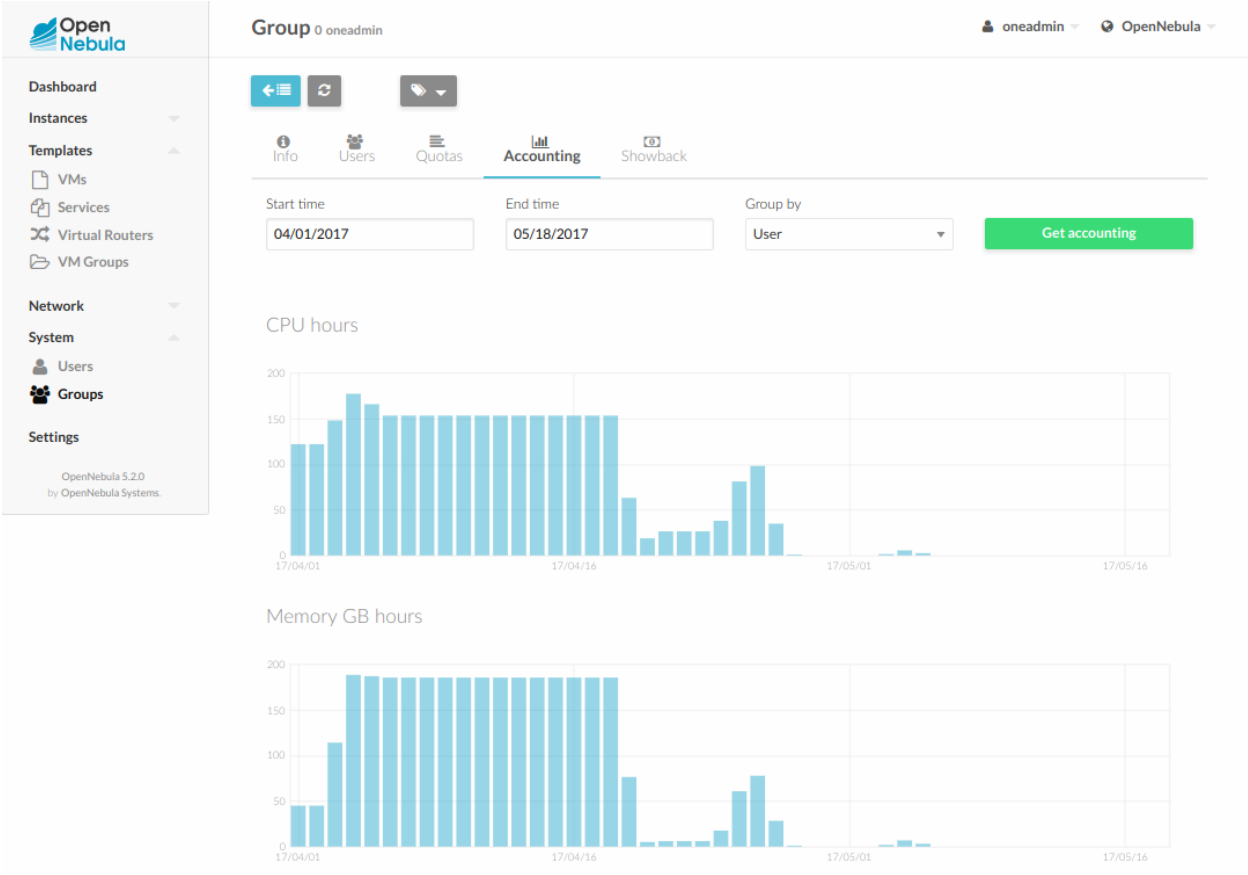 Open
Nebula
Group 0 oneadmin
oneadmin
OpenNebula
Dashboard
Instances
Templates
VMs
Services
Virtual Routers
VM Groups
Network
System
Users
Groups
Settings
OpenNebula 5.2.0
by OpenNebula Systems.
Info
Users
Quotas
Accounting
Showback
Start time
End time
Group by
04/01/2017
05/18/2017
User
Get accounting
CPU hours
200
150
100
50
0
17/04/01
17/04/16
17/05/01
17/05/16
Memory GB hours
200
150
100
50
0
17/04/01
17/04/16
17/05/01
17/05/16